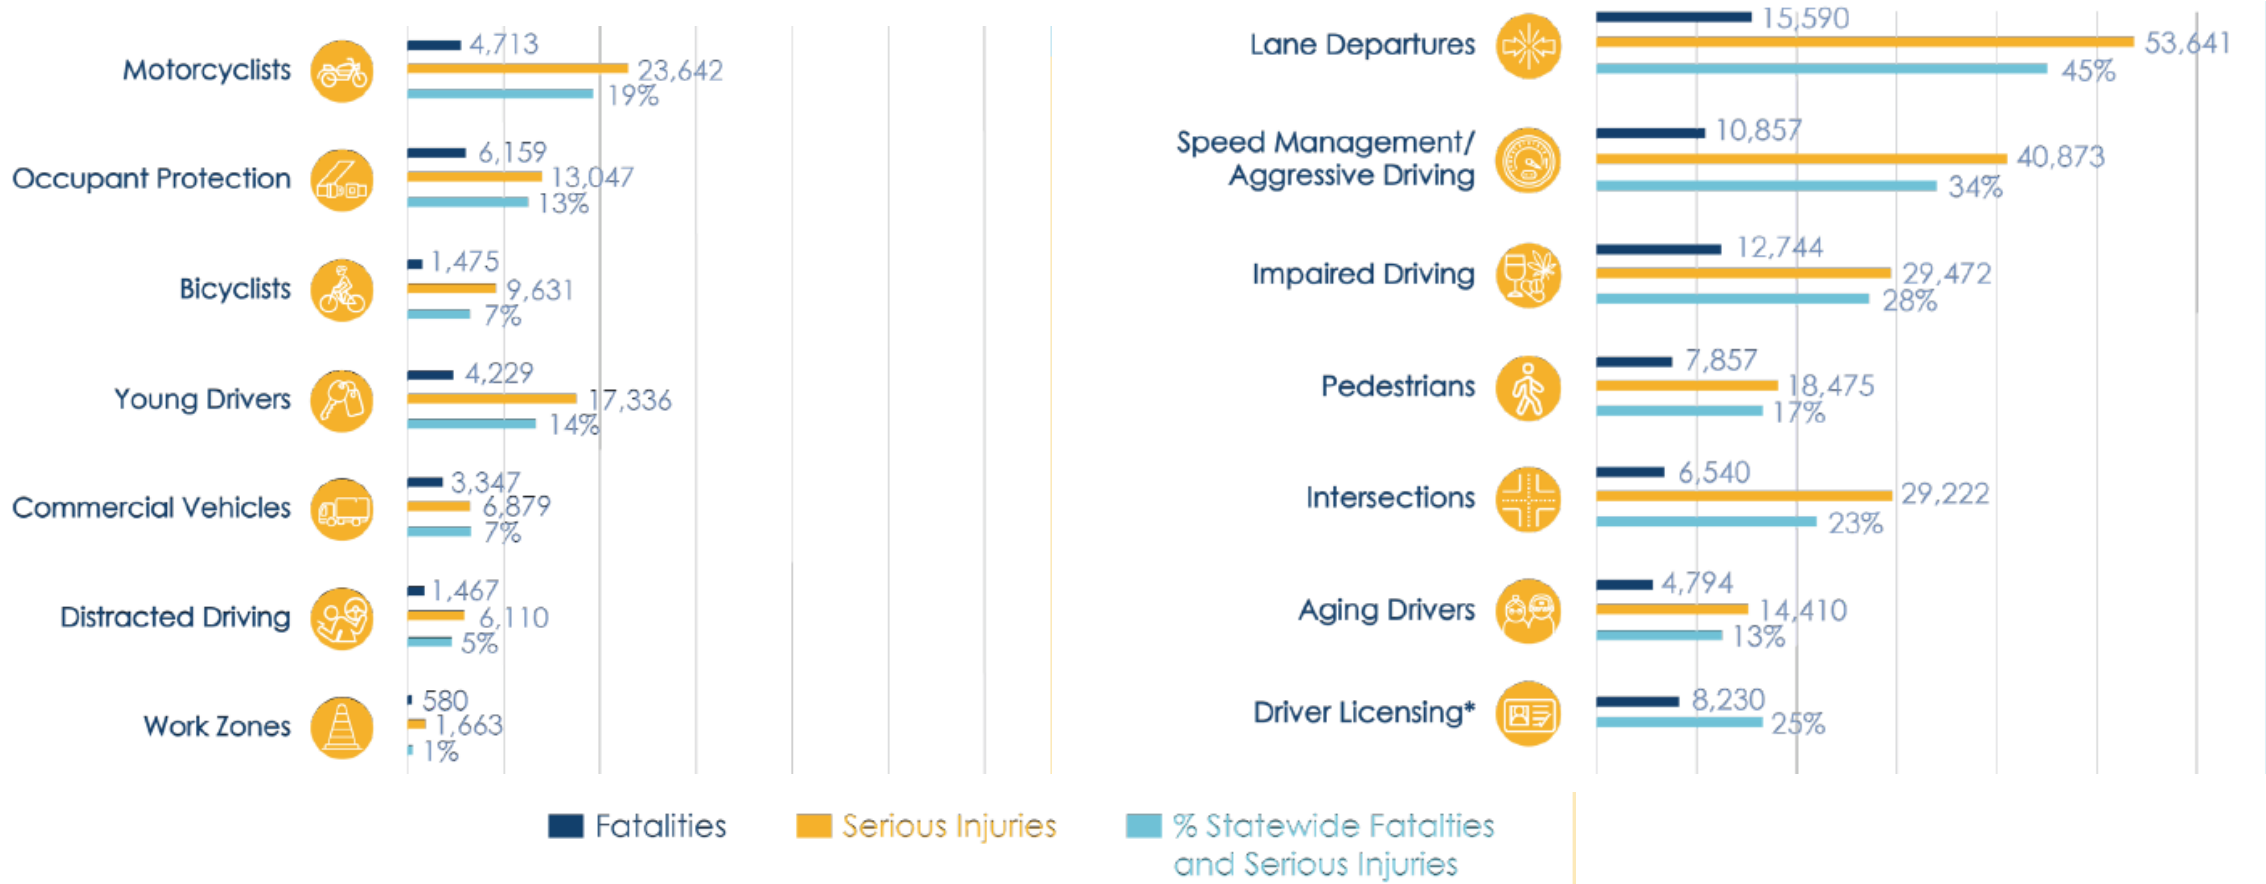 Motorcyclists
4,713
23,642
19%
Occupant Protection
6,159
13,047
13%
Bicyclists
1,475
9,631
7%
Young Drivers
4,229
17,336
14%
Commercial Vehicles
3,347
6,879
7%
Distracted Driving
1,467
6,110
5%
Work Zones
580
1,663
1%
Lane Departures
15,590
53,641
45%
Speed Management/
Aggressive Driving
10,857
40,873
34%
Impaired Driving
12,744
29,472
28%
Pedestrians
7,857
18,475
17%
Intersections
6,540
29,222
23%
Aging Drivers
4,794
14,410
13%
Driver Licensing*
8,230
25%
Fatalities
Serious Injuries
% Statewide Fatalties
and Serious Injuries